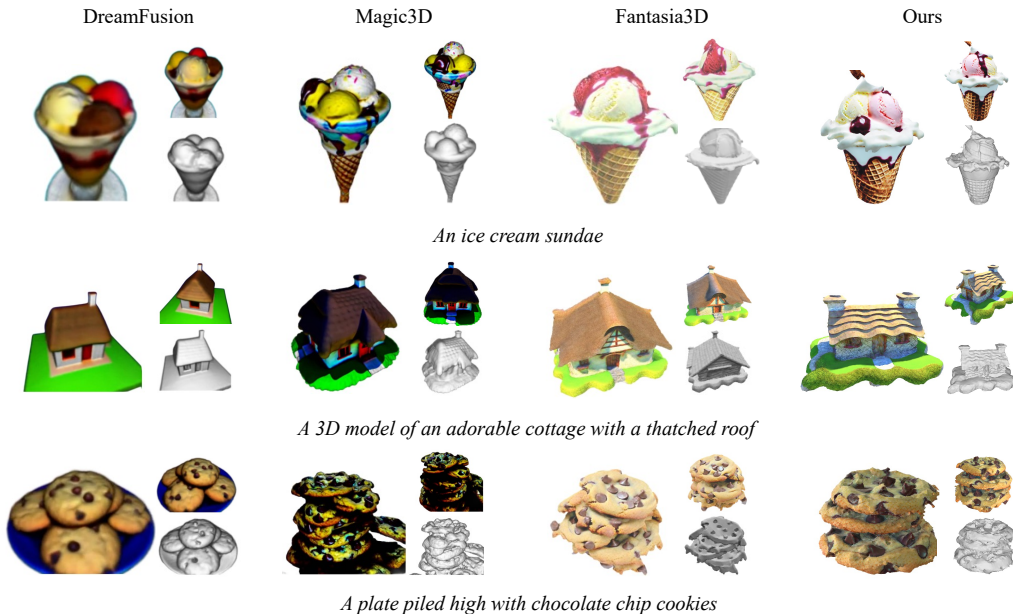 DreamFusion Magic3D Fantasia3D Ours
An ice cream sundae
A 3D model of an adorable cottage with a thatched roof
A plate piled high with chocolate chip cookies